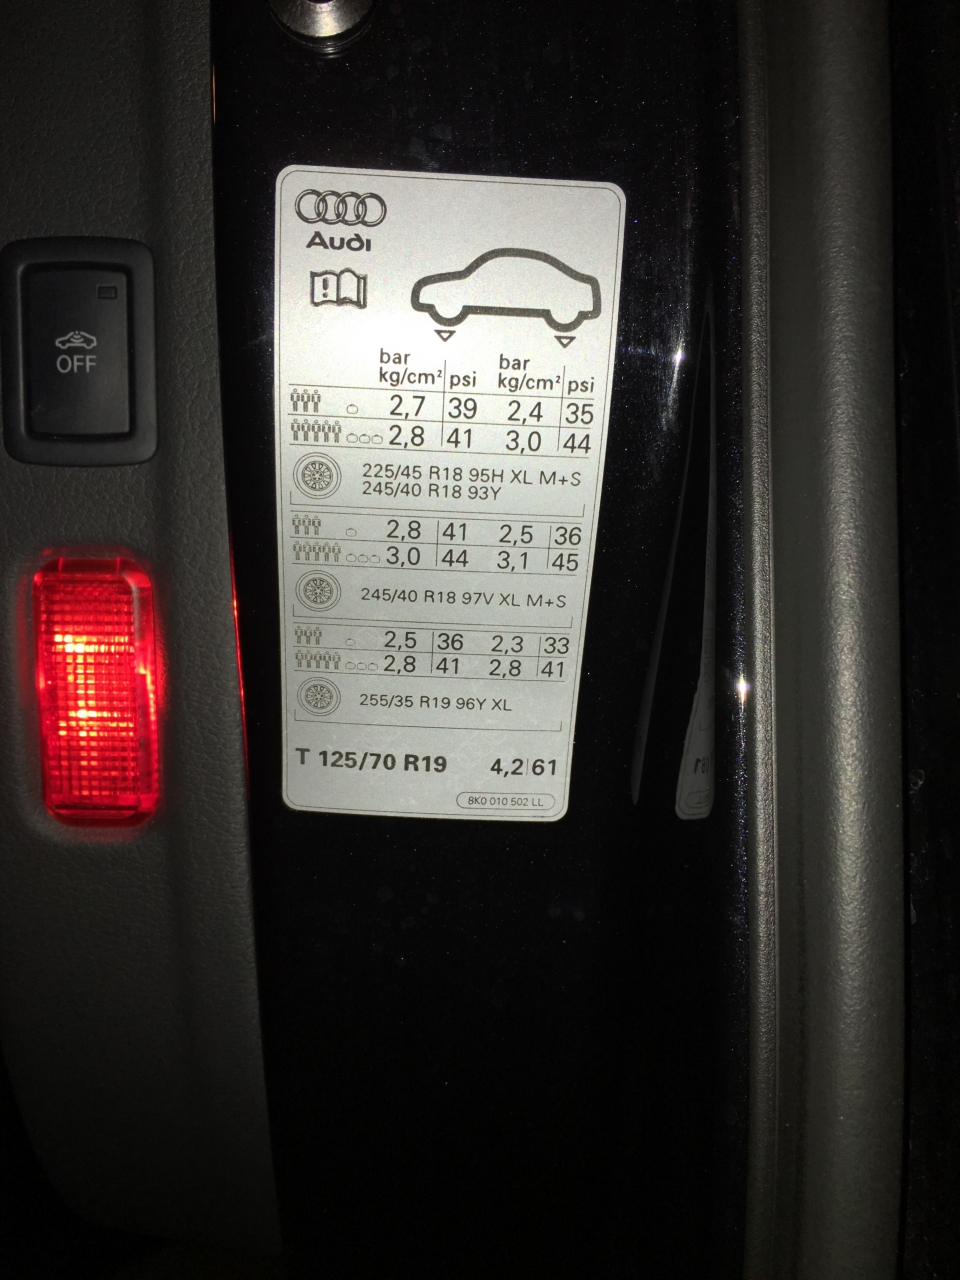 Audi
OFF
bar bar
kg/cm² psi kg/cm² psi
2,7 39 2,4 35
2,8 41 3,0 44
225/45 R18 95H XL M+S
245/40 R18 93Y
2,8 41 2,5 36
3,0 44 3,1 45
245/40 R18 97V XL M+S
2,5 36 2,3 33
2,8 41 2,8 41
255/35 R19 96Y XL
T 125/70 R19 4,2 61
8K0 010 502 LL